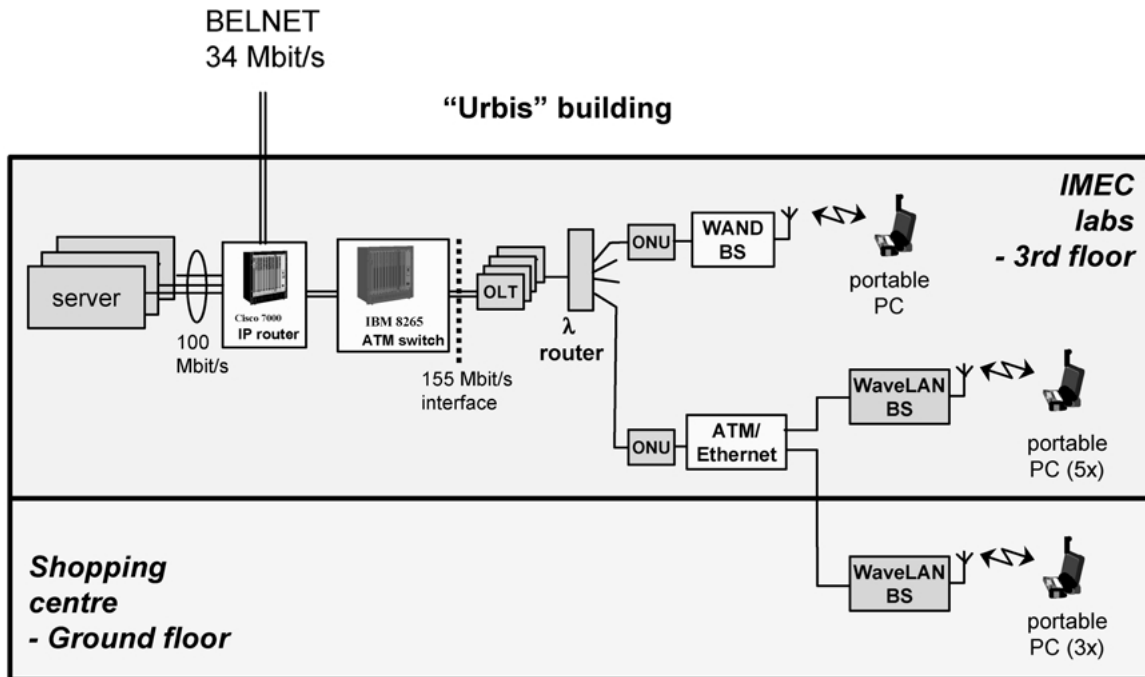 BELNET
34 Mbit/s
“Urbis” building
IMEC
labs
- 3rd floor
server
100
Mbit/s
Cisco 7000
IP router
IBM 8265
ATM switch
155 Mbit/s
interface
OLT
λ
router
ONU
WAND
BS
portable
PC
ONU
ATM/
Ethernet
WaveLAN
BS
portable
PC (5x)
Shopping
centre
- Ground floor
WaveLAN
BS
portable
PC (3x)